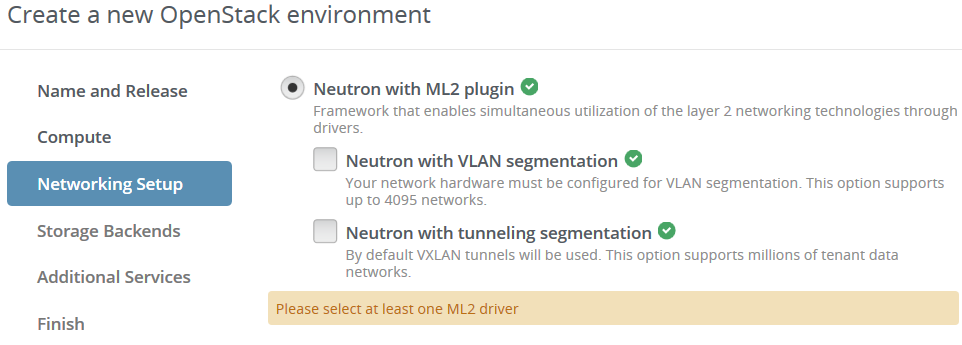 Create a new OpenStack environment
Name and Release
Compute
Networking Setup
Storage Backends
Additional Services
Finish
Neutron with ML2 plugin
Framework that enables simultaneous utilization of the layer 2 networking technologies through
drivers.
Neutron with VLAN segmentation
Your network hardware must be configured for VLAN segmentation. This option supports
up to 4095 networks.
Neutron with tunneling segmentation
By default VXLAN tunnels will be used. This option supports millions of tenant data
networks.
Please select at least one ML2 driver